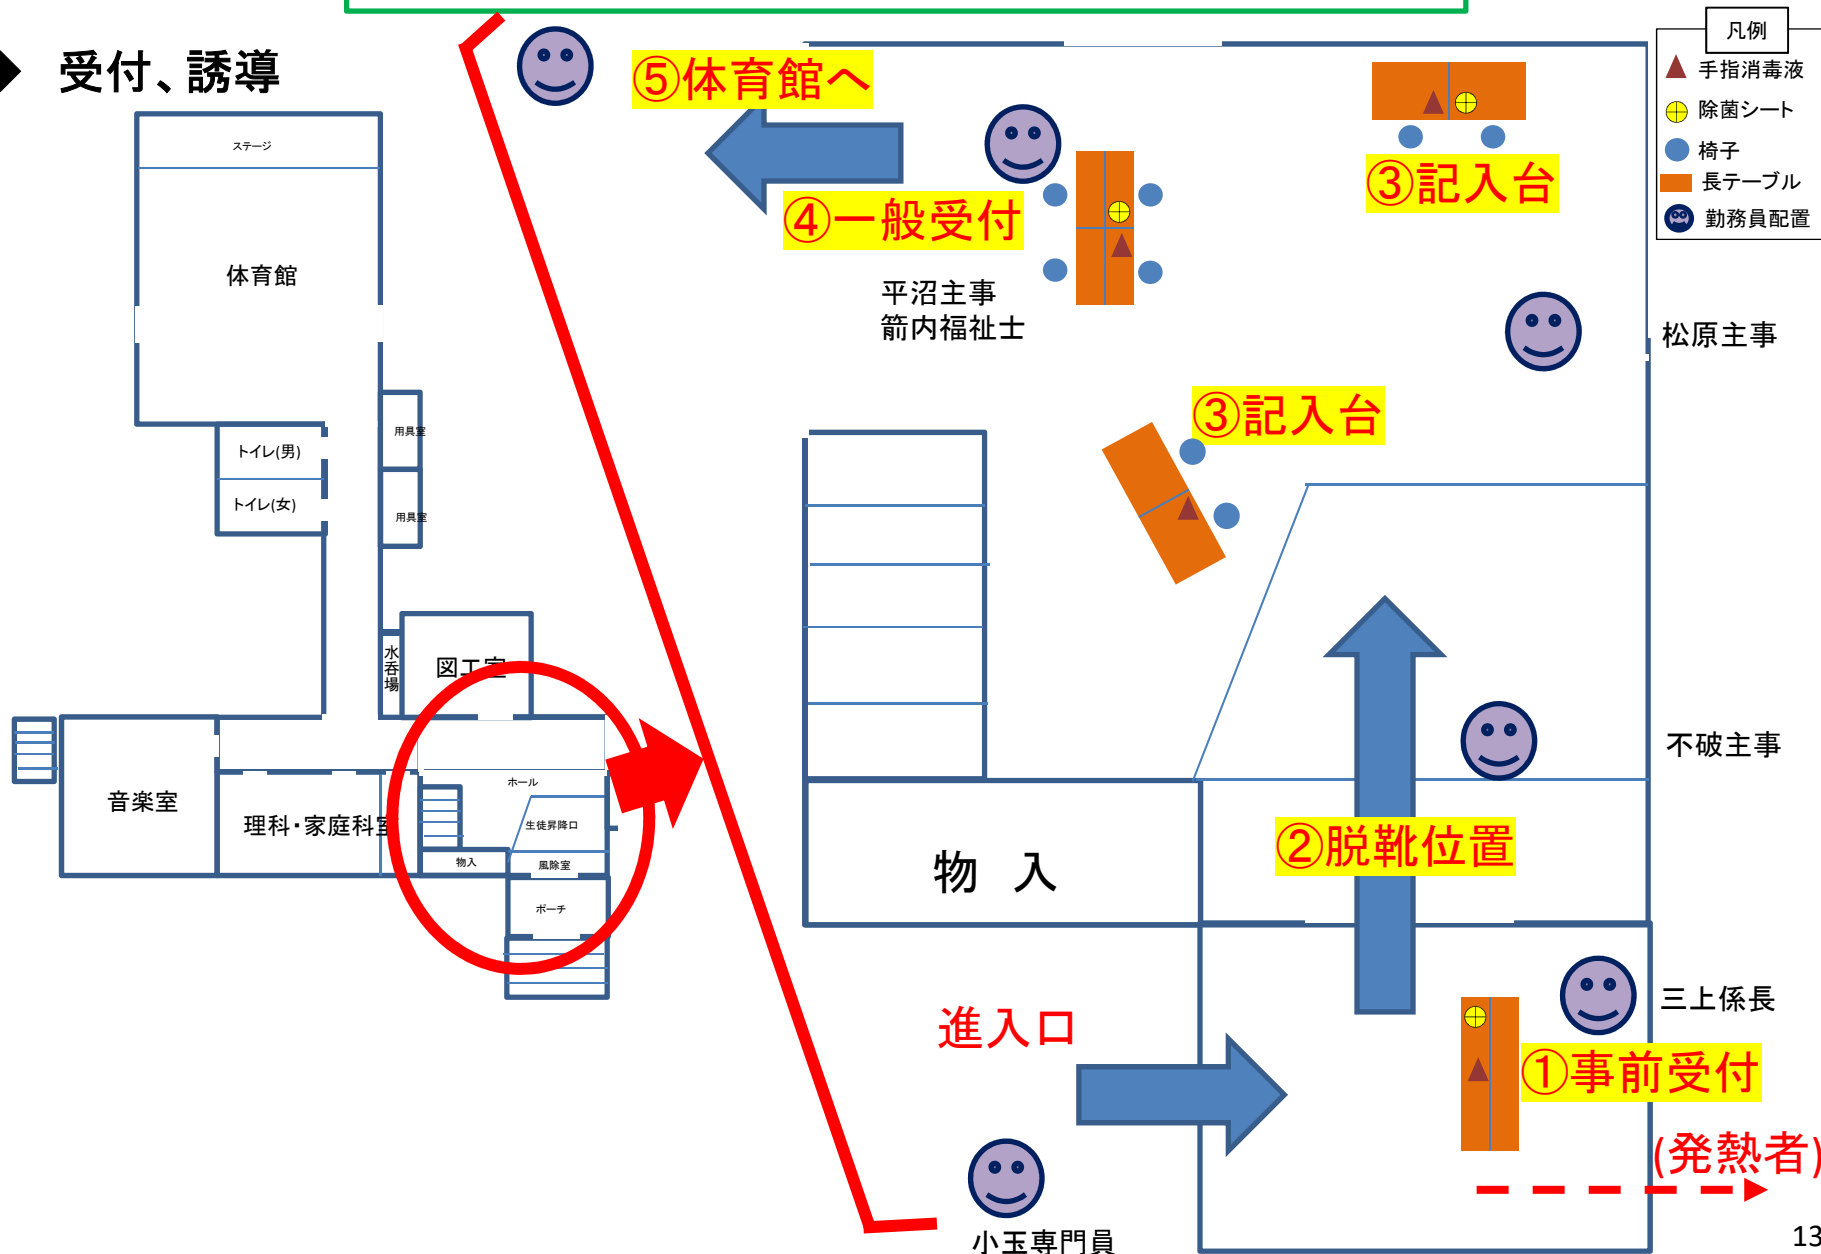 受付、誘導
凡例
手指消毒液
除菌シート
椅子
長テーブル
勤務員配置
⑤体育館へ
④一般受付
平沼主事
箭内福祉士
③記入台
松原主事
③記入台
不破主事
②脱靴位置
物　入
三上係長
①事前受付
進入口
(発熱者)
小玉専門員
ステージ
体育館
トイレ(男)
トイレ(女)
用具室
用具室
水呑場
図工室
音楽室
理科・家庭科室
ホール
生徒昇降口
物入
風除室
ポーチ
13